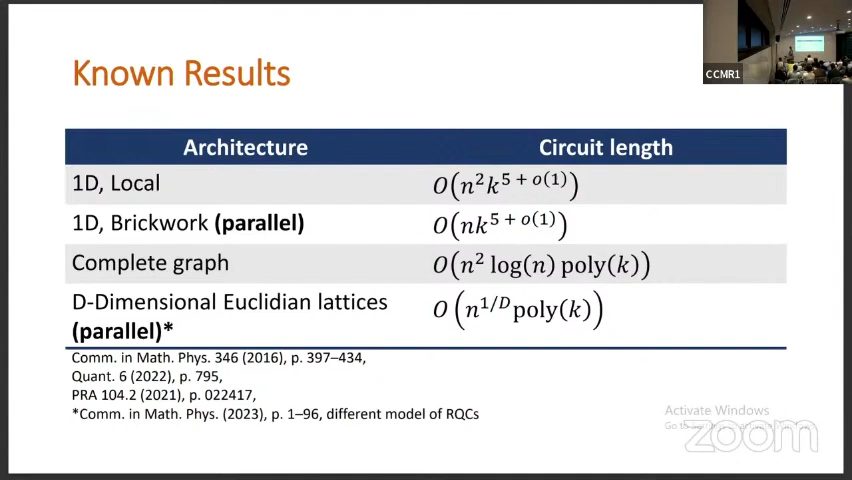 Known Results
CCMR1
Architecture Circuit length
1D, Local O(n²k^{5 + o(1)})
1D, Brickwork (parallel) O(nk^{5 + o(1)})
Complete graph O(n² log(n) poly(k))
D-Dimensional Euclidian lattices
(parallel)* O(n^{1/D}poly(k))
Comm. in Math. Phys. 346 (2016), p. 397–434,
Quant. 6 (2022), p. 795,
PRA 104.2 (2021), p. 022417,
*Comm. in Math. Phys. (2023), p. 1–96, different model of RQCs
Activate Windows
zoom